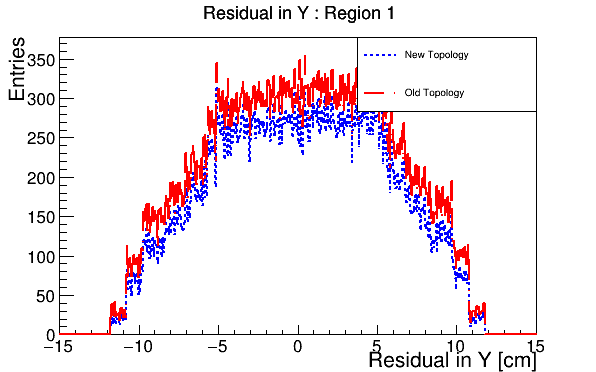 Residual in Y : Region 1
Entries
350
300
250
200
150
100
50
0
New Topology
Old Topology
−15 −10 −5 0 5 10 15
Residual in Y [cm]